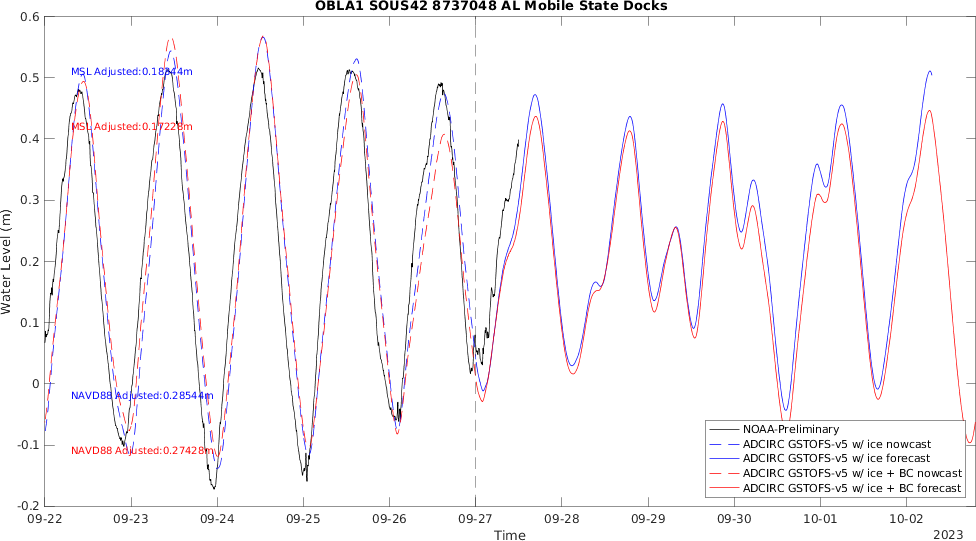 OBLA1 SOUS42 8737048 AL Mobile State Docks
0.6
0.5
0.4
0.3
0.2
0.1
0
-0.1
-0.2
Water Level (m)
MSL Adjusted:0.18344m
MSL Adjusted:0.17228m
NAVD88 Adjusted:0.28544m
NAVD88 Adjusted:0.27428m
NOAA-Preliminary
ADCIRC GSTOFS-v5 w/ ice nowcast
ADCIRC GSTOFS-v5 w/ ice forecast
ADCIRC GSTOFS-v5 w/ ice + BC nowcast
ADCIRC GSTOFS-v5 w/ ice + BC forecast
09-22 09-23 09-24 09-25 09-26 09-27 09-28 09-29 09-30 10-01 10-02
Time
2023